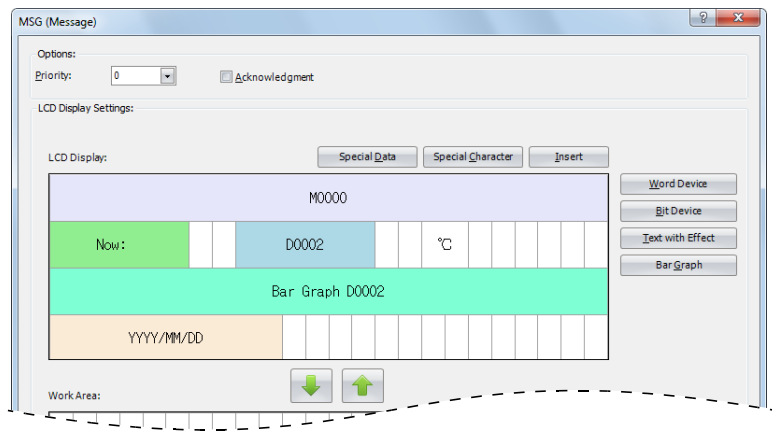 MSG (Message)
Options:
Priority: 0 Acknowledgment
LCD Display Settings:
LCD Display: Special Data Special Character Insert
M0000
Word Device
Bit Device
Now: D0002 ℃
Text with Effect
Bar Graph
Bar Graph D0002
YYYY/MM/DD
Work Area: